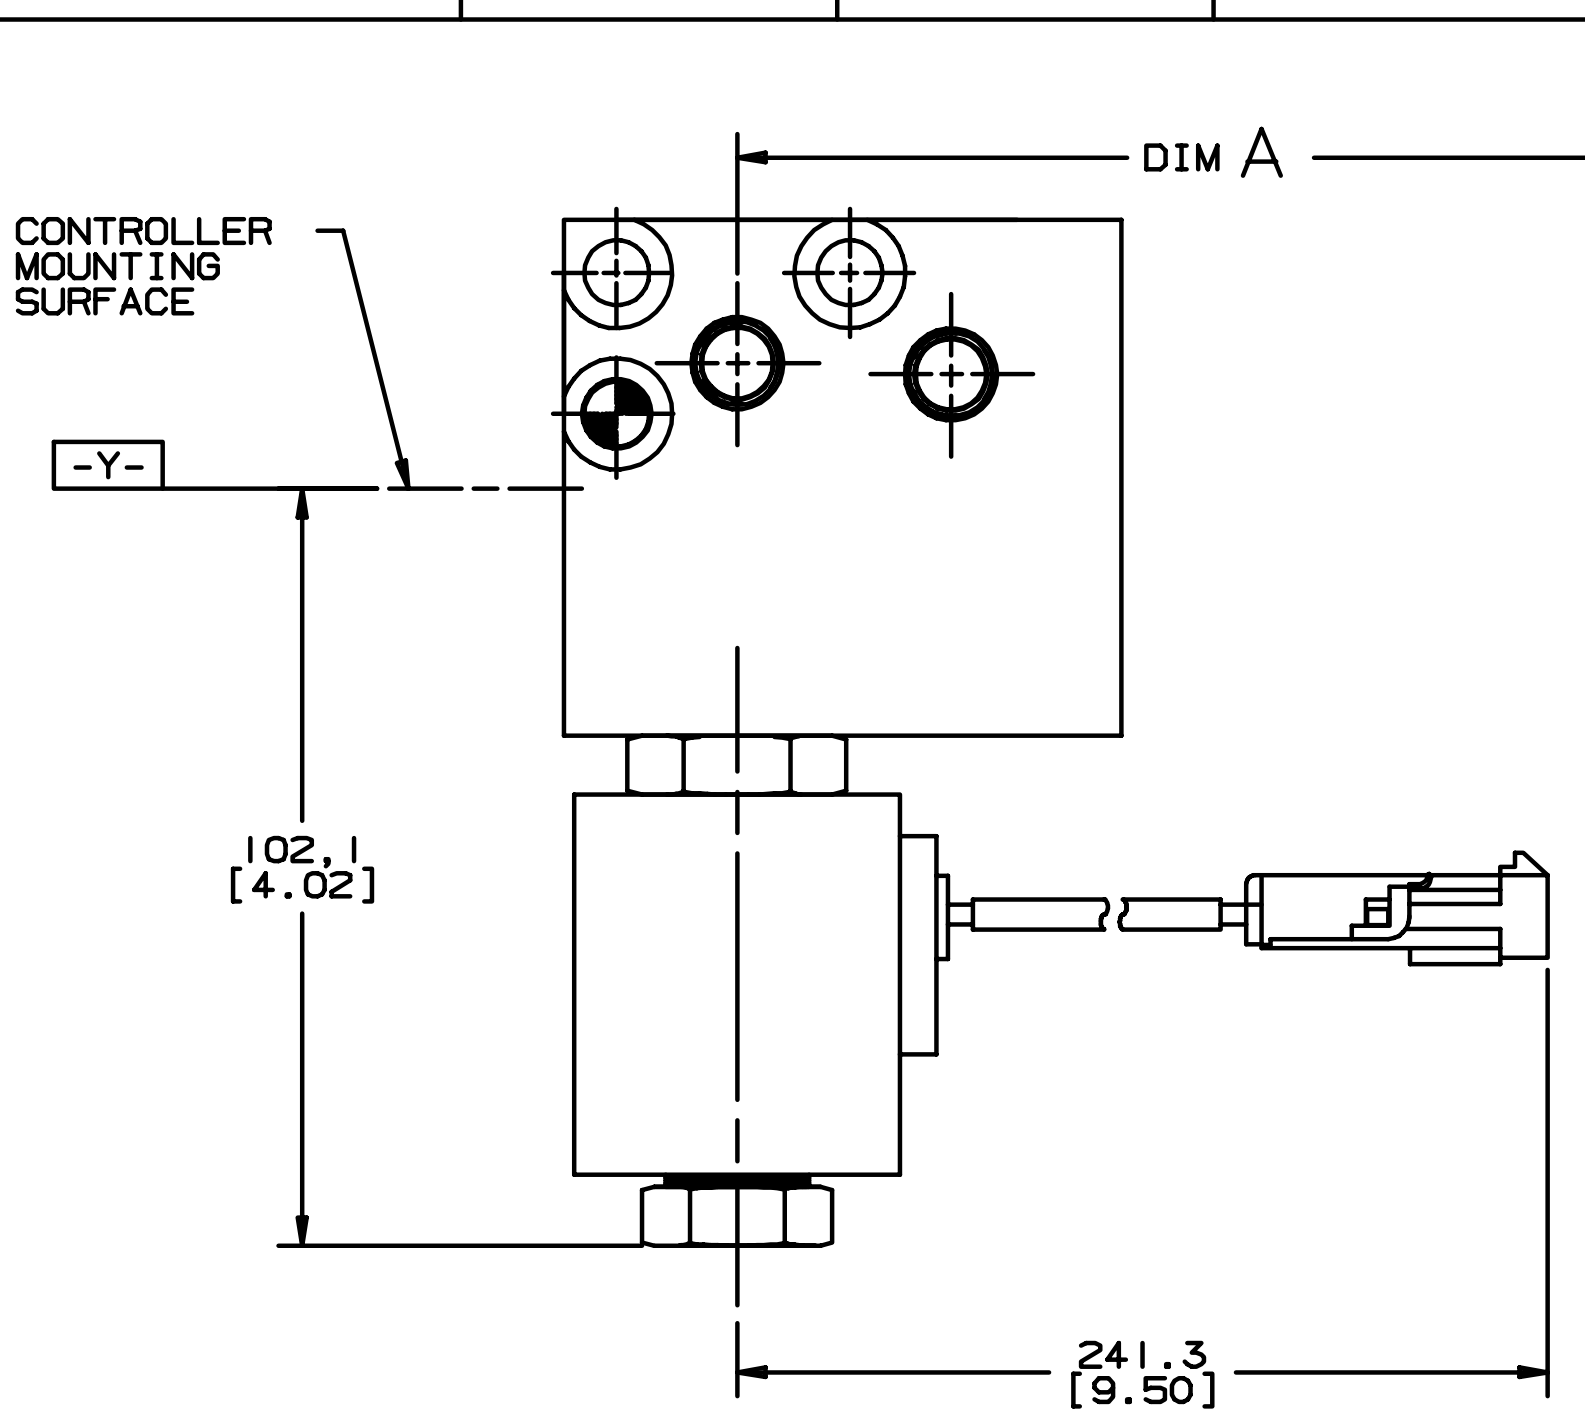 DIM A
CONTROLLER
MOUNTING
SURFACE
-Y-
102,1
[4.02]
241.3
[9.50]